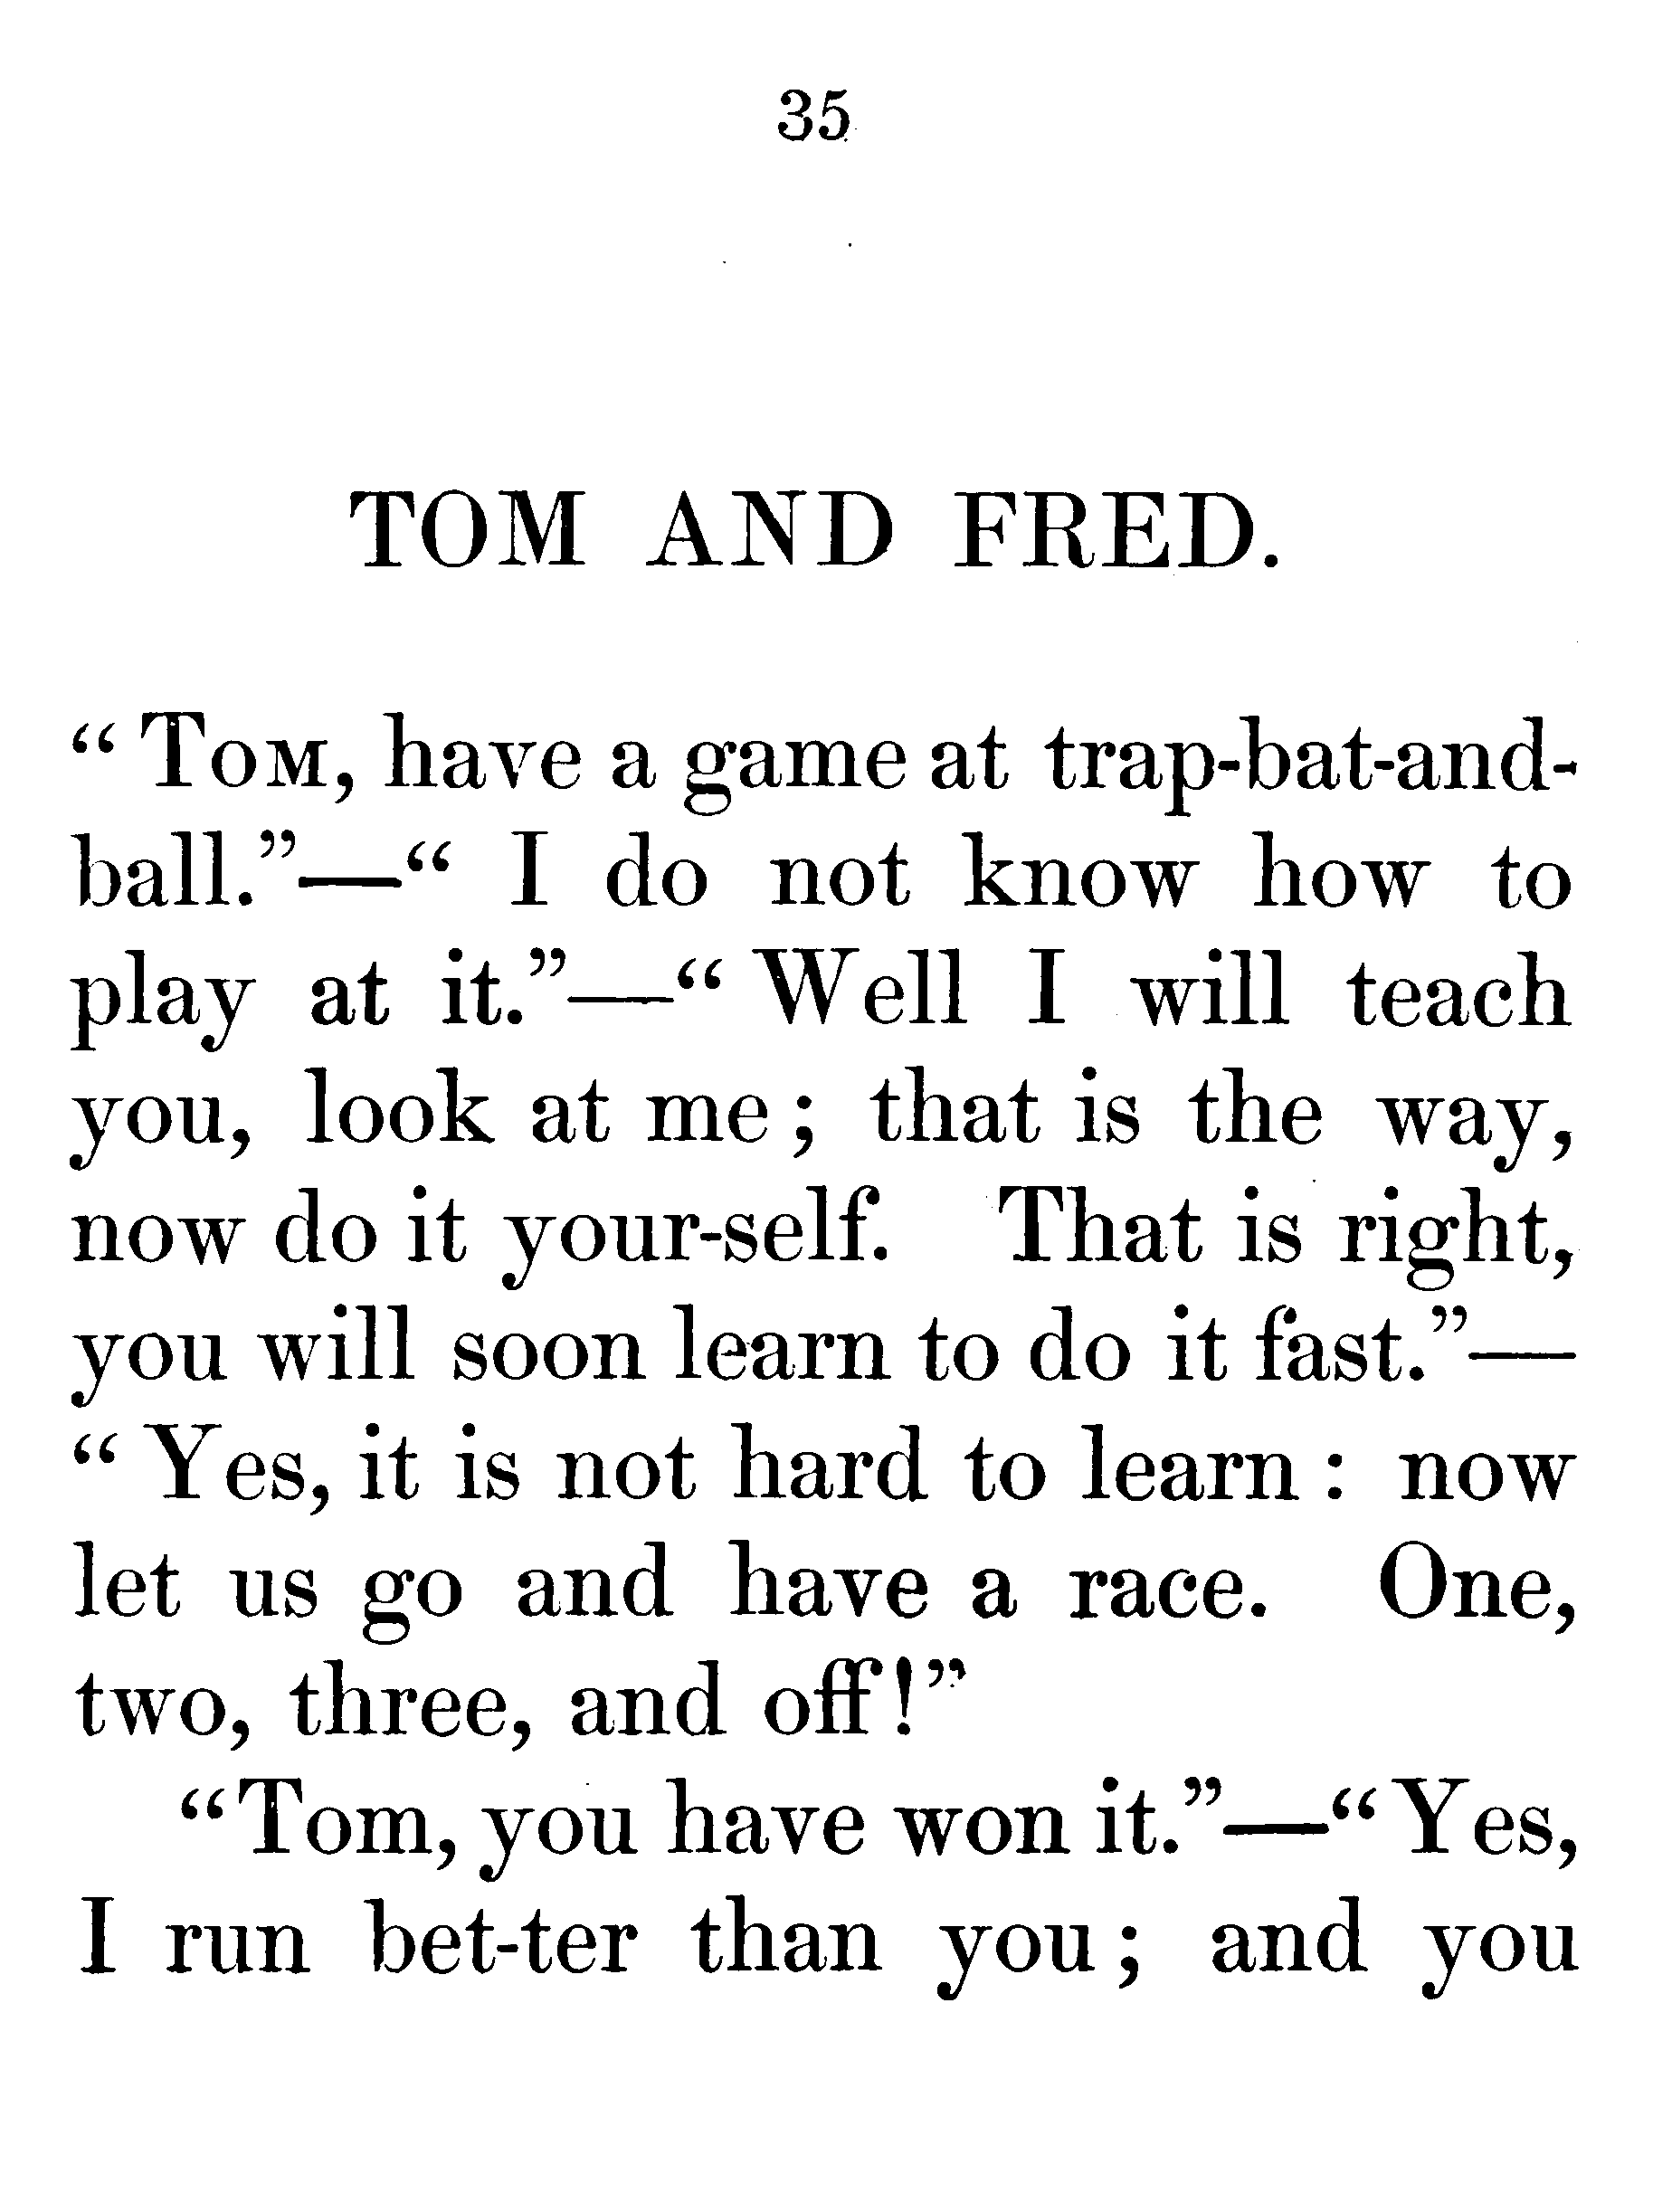 35
TOM AND FRED.
“ TOM, have a game at trap-bat-and-
ball.”—“ I do not know how to
play at it.”—“ Well I will teach
you, look at me ; that is the way,
now do it your-self. That is right,
you will soon learn to do it fast.”—
“ Yes, it is not hard to learn : now
let us go and have a race. One,
two, three, and off!”
“Tom, you have won it.”—“Yes,
I run bet-ter than you ; and you